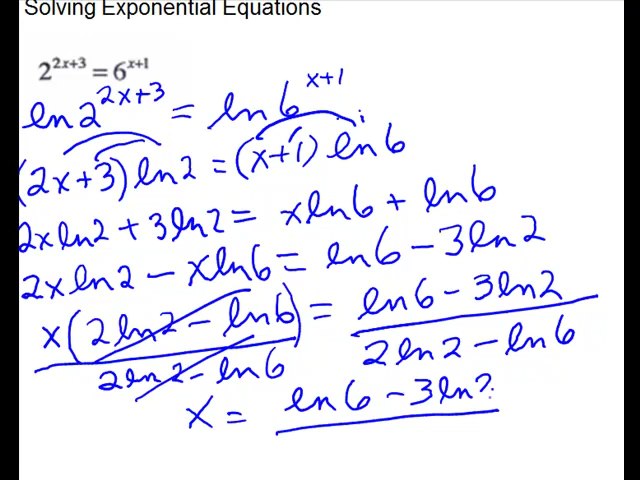 Solving Exponential Equations
2^{2x+3} = 6^{x+1}
ln 2^{2x+3} = ln 6^{x+1}
(2x+3) ln 2 = (x+1) ln 6
2x ln 2 + 3 ln 2 = x ln 6 + ln 6
2x ln 2 − x ln 6 = ln 6 − 3 ln 2
x(2 ln 2 − ln 6) = ln 6 − 3 ln 2
2 ln 2 − ln 6 2 ln 2 − ln 6
x = ln 6 − 3 ln 2